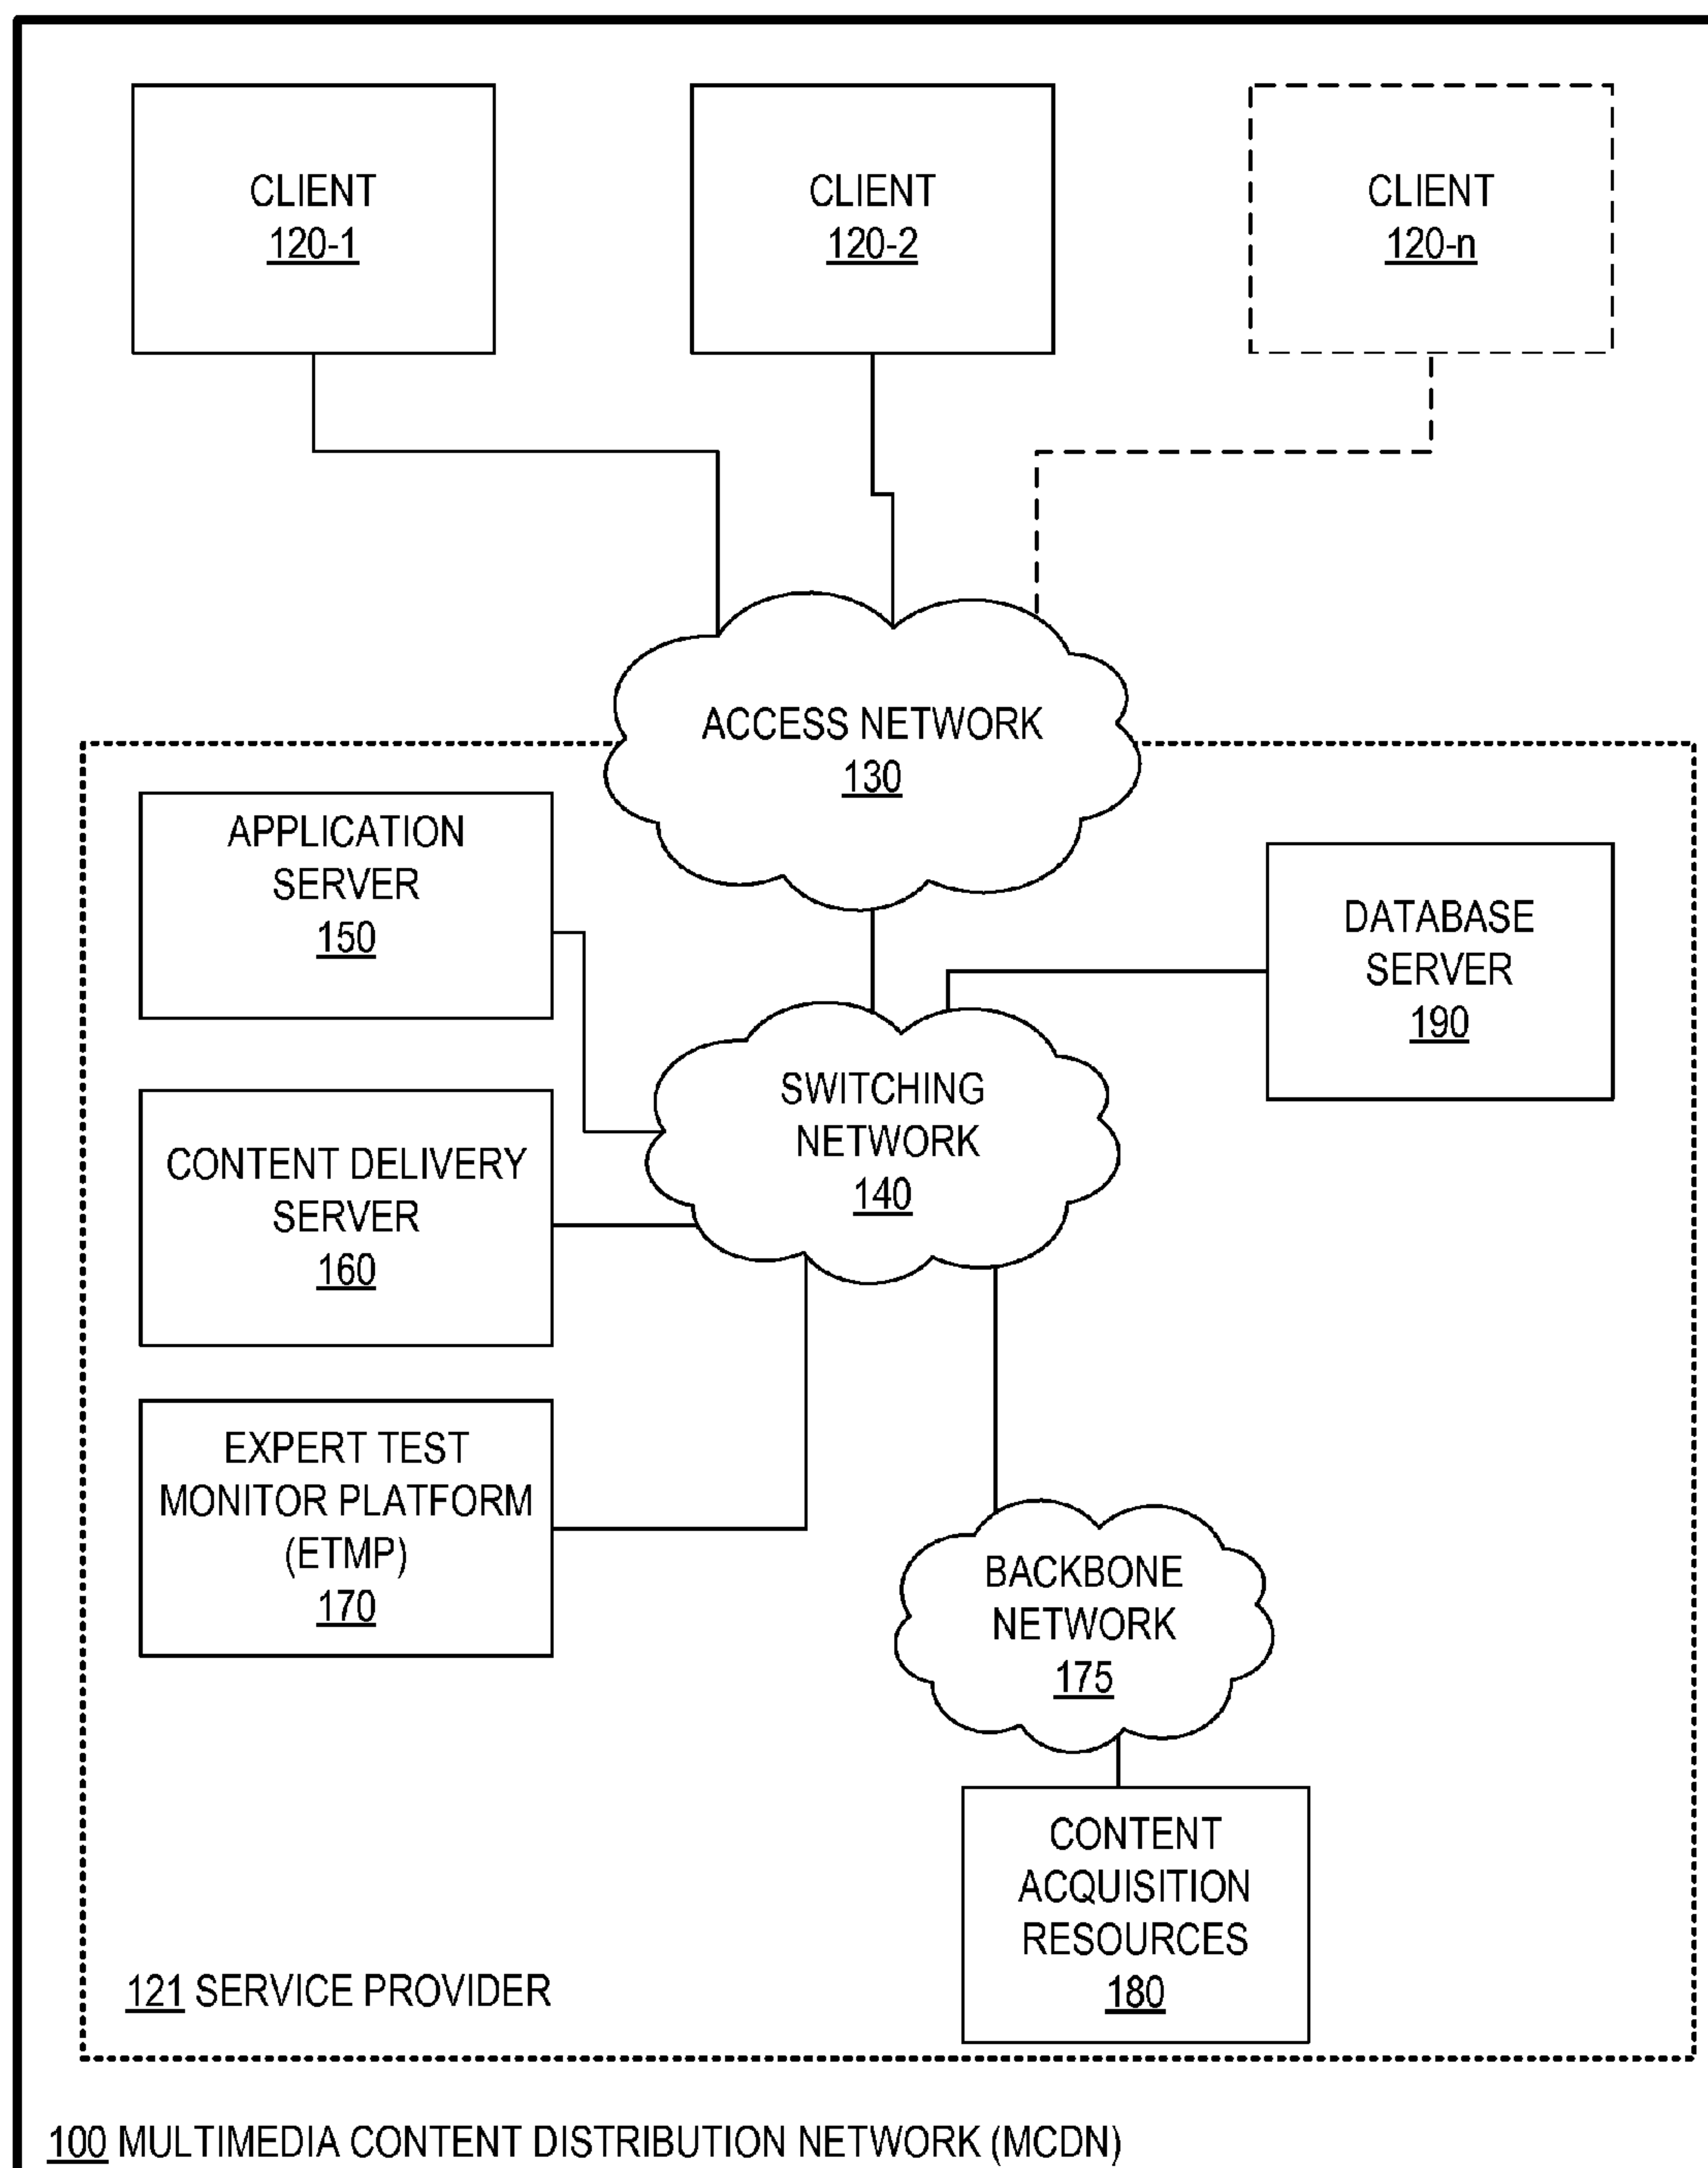 CLIENT
120-1
CLIENT
120-2
CLIENT
120-n
ACCESS NETWORK
130
APPLICATION
SERVER
150
DATABASE
SERVER
190
SWITCHING
NETWORK
140
CONTENT DELIVERY
SERVER
160
EXPERT TEST
MONITOR PLATFORM
(ETMP)
170
BACKBONE
NETWORK
175
CONTENT
ACQUISITION
RESOURCES
180
121 SERVICE PROVIDER
100 MULTIMEDIA CONTENT DISTRIBUTION NETWORK (MCDN)